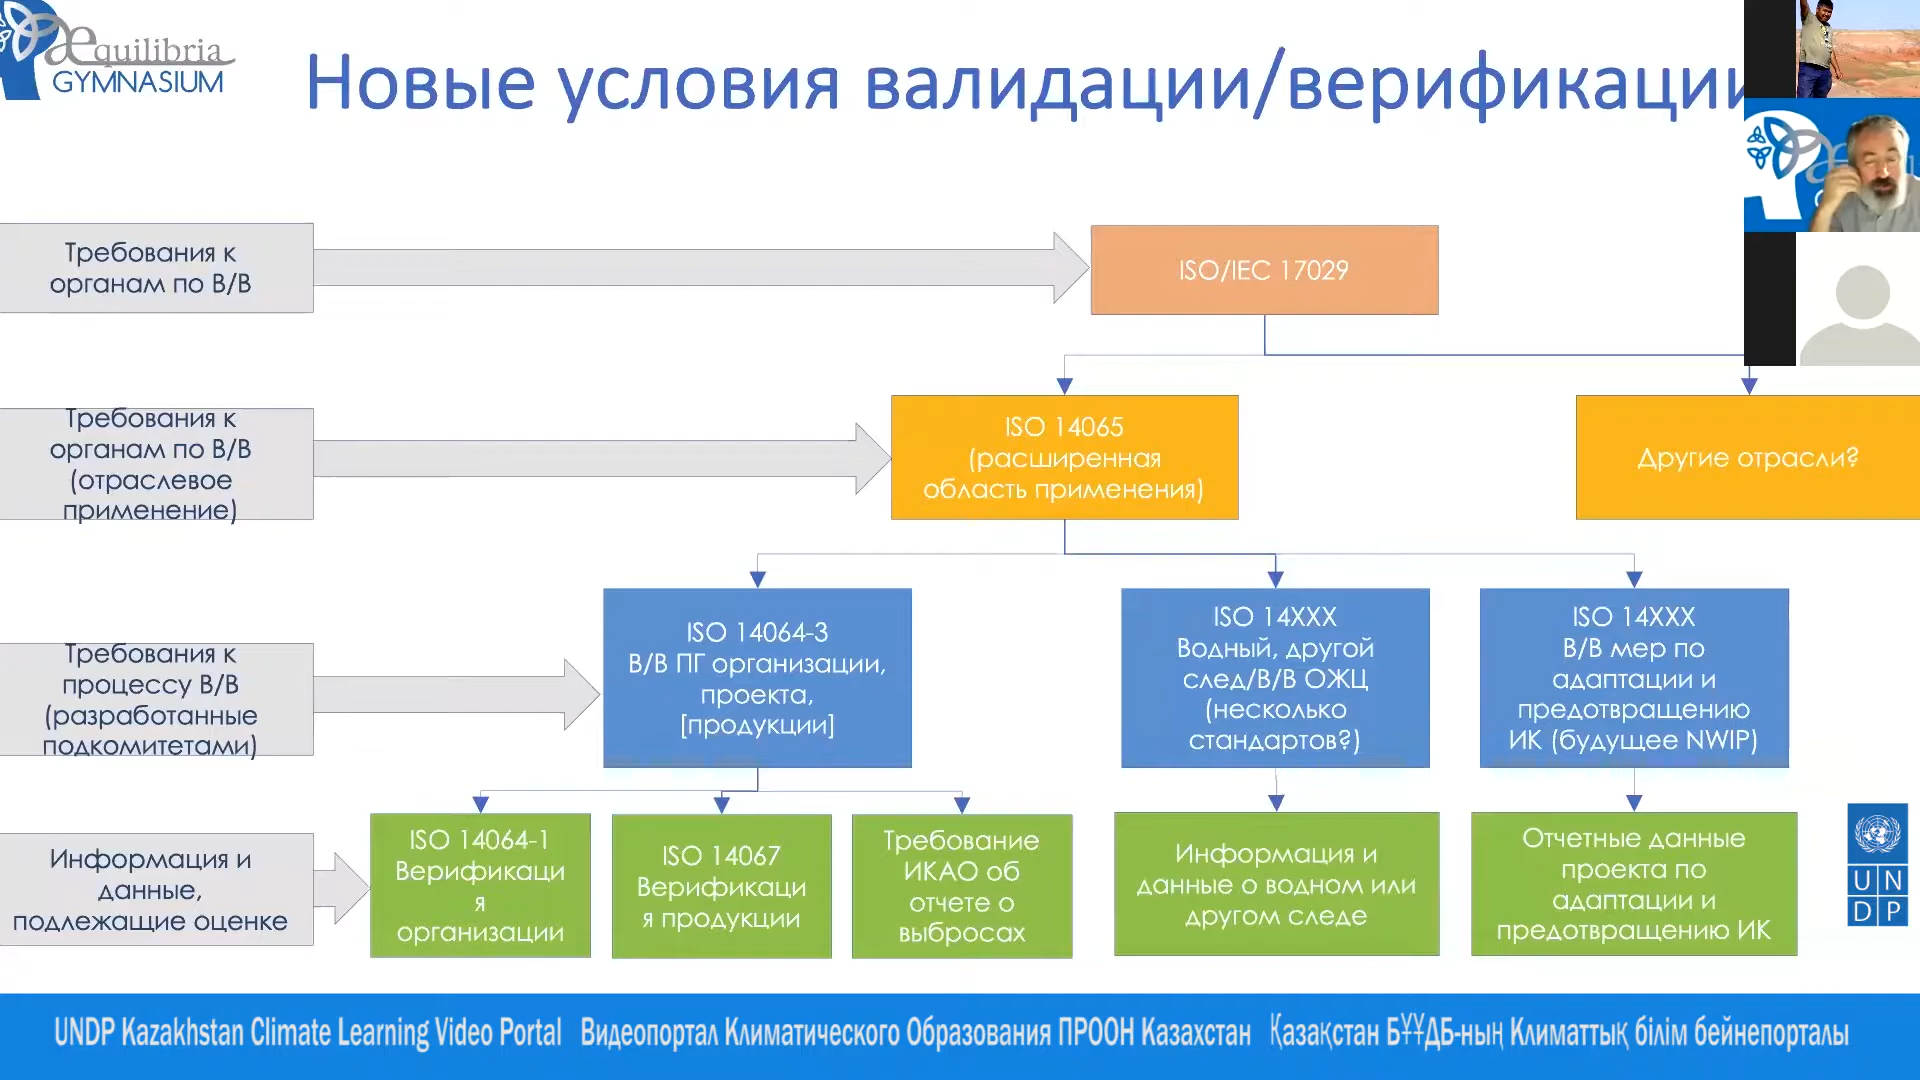 Æquilibria
GYMNASIUM
Новые условия валидации/верификации
Требования к
органам по В/В
ISO/IEC 17029
Требования к
органам по В/В
(отраслевое
применение)
ISO 14065
(расширенная
область применения)
Другие отрасли?
Требования к
процессу В/В
(разработанные
подкомитетами)
ISO 14064-3
В/В ПГ организации,
проекта,
[продукции]
ISO 14XXX
Водный, другой
след/В/В ОЖЦ
(несколько
стандартов?)
ISO 14XXX
В/В мер по
адаптации и
предотвращению
ИК (будущее NWIP)
Информация и
данные,
подлежащие оценке
ISO 14064-1
Верификаци
я
организации
ISO 14067
Верификаци
я продукции
Требование
ИКАО об
отчете о
выбросах
Информация и
данные о водном или
другом следе
Отчетные данные
проекта по
адаптации и
предотвращению ИК
U N
D P
UNDP Kazakhstan Climate Learning Video Portal Видеопортал Климатического Образования ПРООН Казахстан Қазақстан БҰҰДБ-ның Климаттық білім бейнепорталы